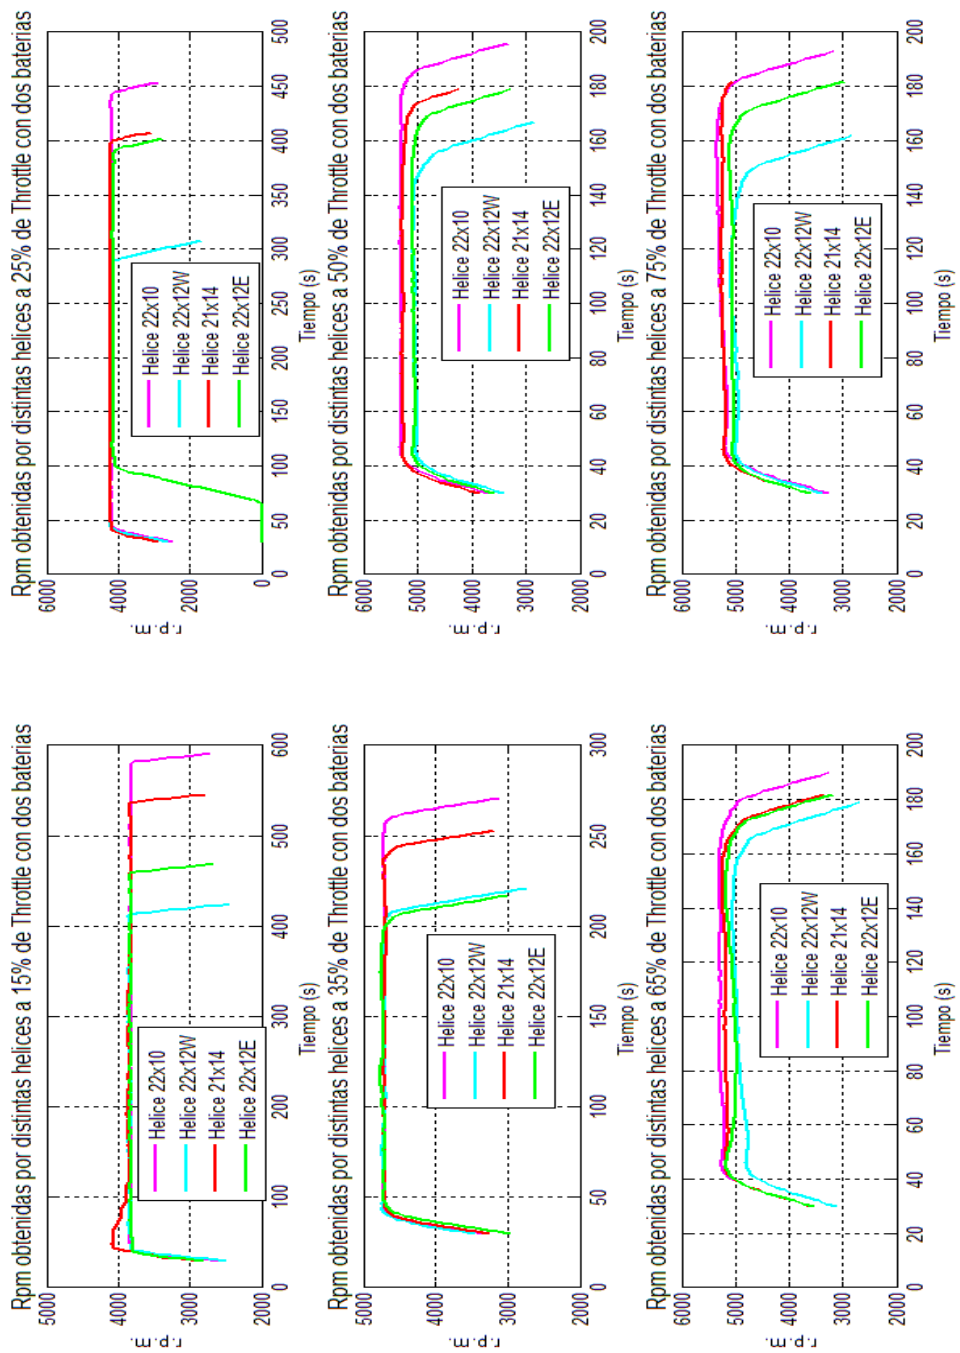 Rpm obtenidas por distintas helices a 15% de Throttle con dos baterias
5000
4000
3000
2000
r.p.m.
Helice 22x10
Helice 22x12W
Helice 21x14
Helice 22x12E
0 100 200 300 400 500 600
Tiempo (s)
Rpm obtenidas por distintas helices a 25% de Throttle con dos baterias
6000
4000
2000
0
r.p.m.
Helice 22x10
Helice 22x12W
Helice 21x14
Helice 22x12E
0 50 100 150 200 250 300 350 400 450 500
Tiempo (s)
Rpm obtenidas por distintas helices a 35% de Throttle con dos baterias
5000
4000
3000
2000
r.p.m.
Helice 22x10
Helice 22x12W
Helice 21x14
Helice 22x12E
0 50 100 150 200 250 300
Tiempo (s)
Rpm obtenidas por distintas helices a 50% de Throttle con dos baterias
6000
5000
4000
3000
2000
r.p.m.
Helice 22x10
Helice 22x12W
Helice 21x14
Helice 22x12E
0 20 40 60 80 100 120 140 160 180 200
Tiempo (s)
Rpm obtenidas por distintas helices a 65% de Throttle con dos baterias
6000
5000
4000
3000
2000
r.p.m.
Helice 22x10
Helice 22x12W
Helice 21x14
Helice 22x12E
0 20 40 60 80 100 120 140 160 180 200
Tiempo (s)
Rpm obtenidas por distintas helices a 75% de Throttle con dos baterias
6000
5000
4000
3000
2000
r.p.m.
Helice 22x10
Helice 22x12W
Helice 21x14
Helice 22x12E
0 20 40 60 80 100 120 140 160 180 200
Tiempo (s)